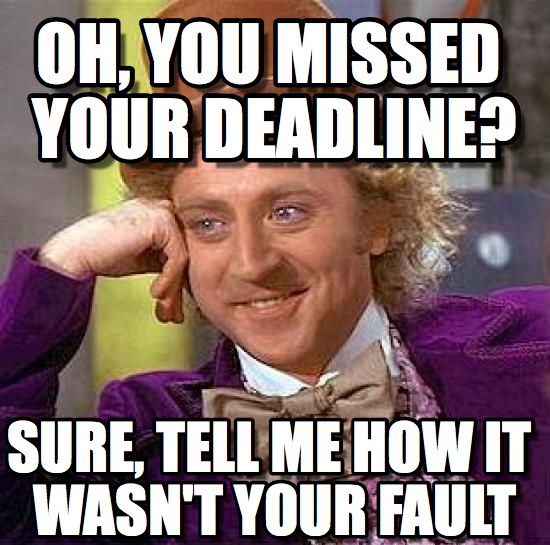 OH, YOU MISSED
YOUR DEADLINE?
SURE, TELL ME HOW IT
WASN'T YOUR FAULT